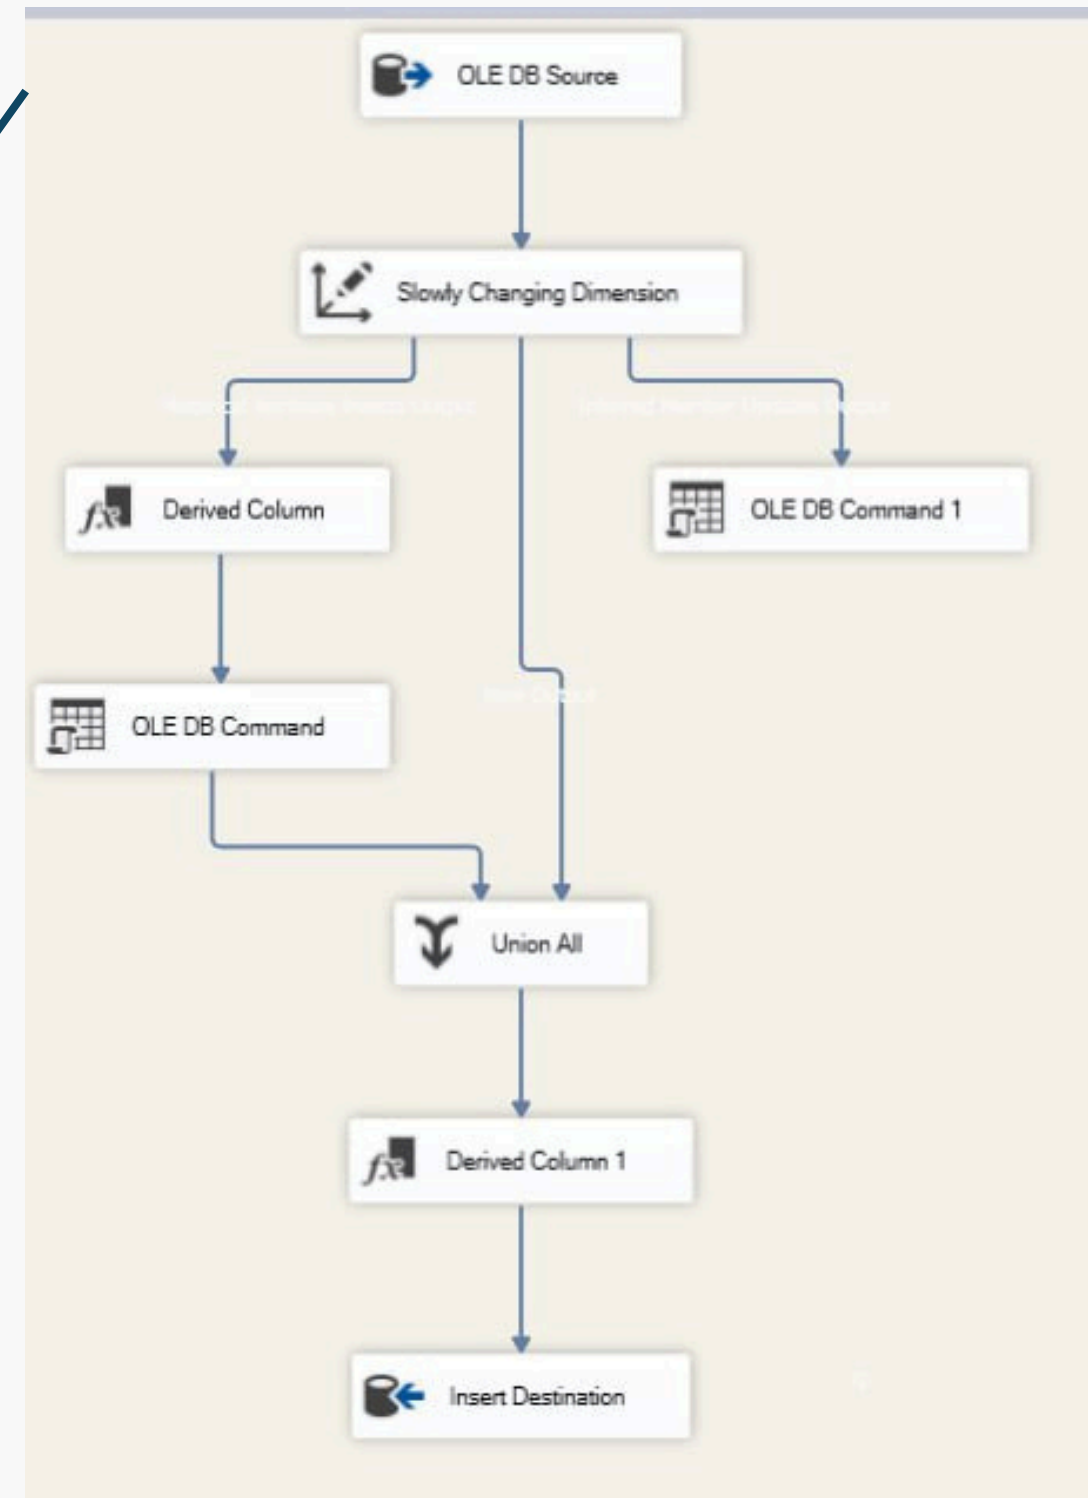 OLE DB Source
Slowly Changing Dimension
Derived Column
OLE DB Command 1
OLE DB Command
Union All
Derived Column 1
Insert Destination